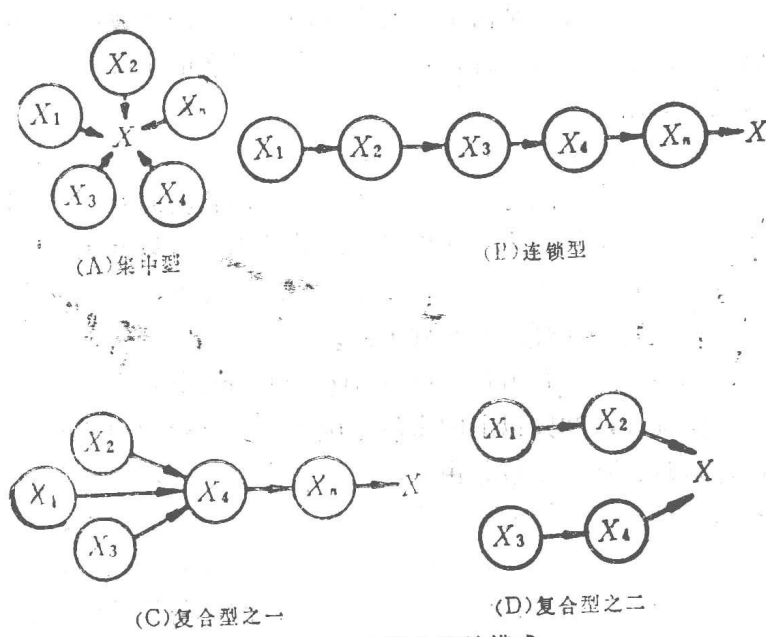 X₂
X₁ Xₙ
X
X₃ X₄
(A)集中型
X₁ X₂ X₃ X₄ Xₙ X
(B)连锁型
X₂
X₁ X₄ Xₙ X
X₃
(C)复合型之一
X₁ X₂
X
X₃ X₄
(D)复合型之二